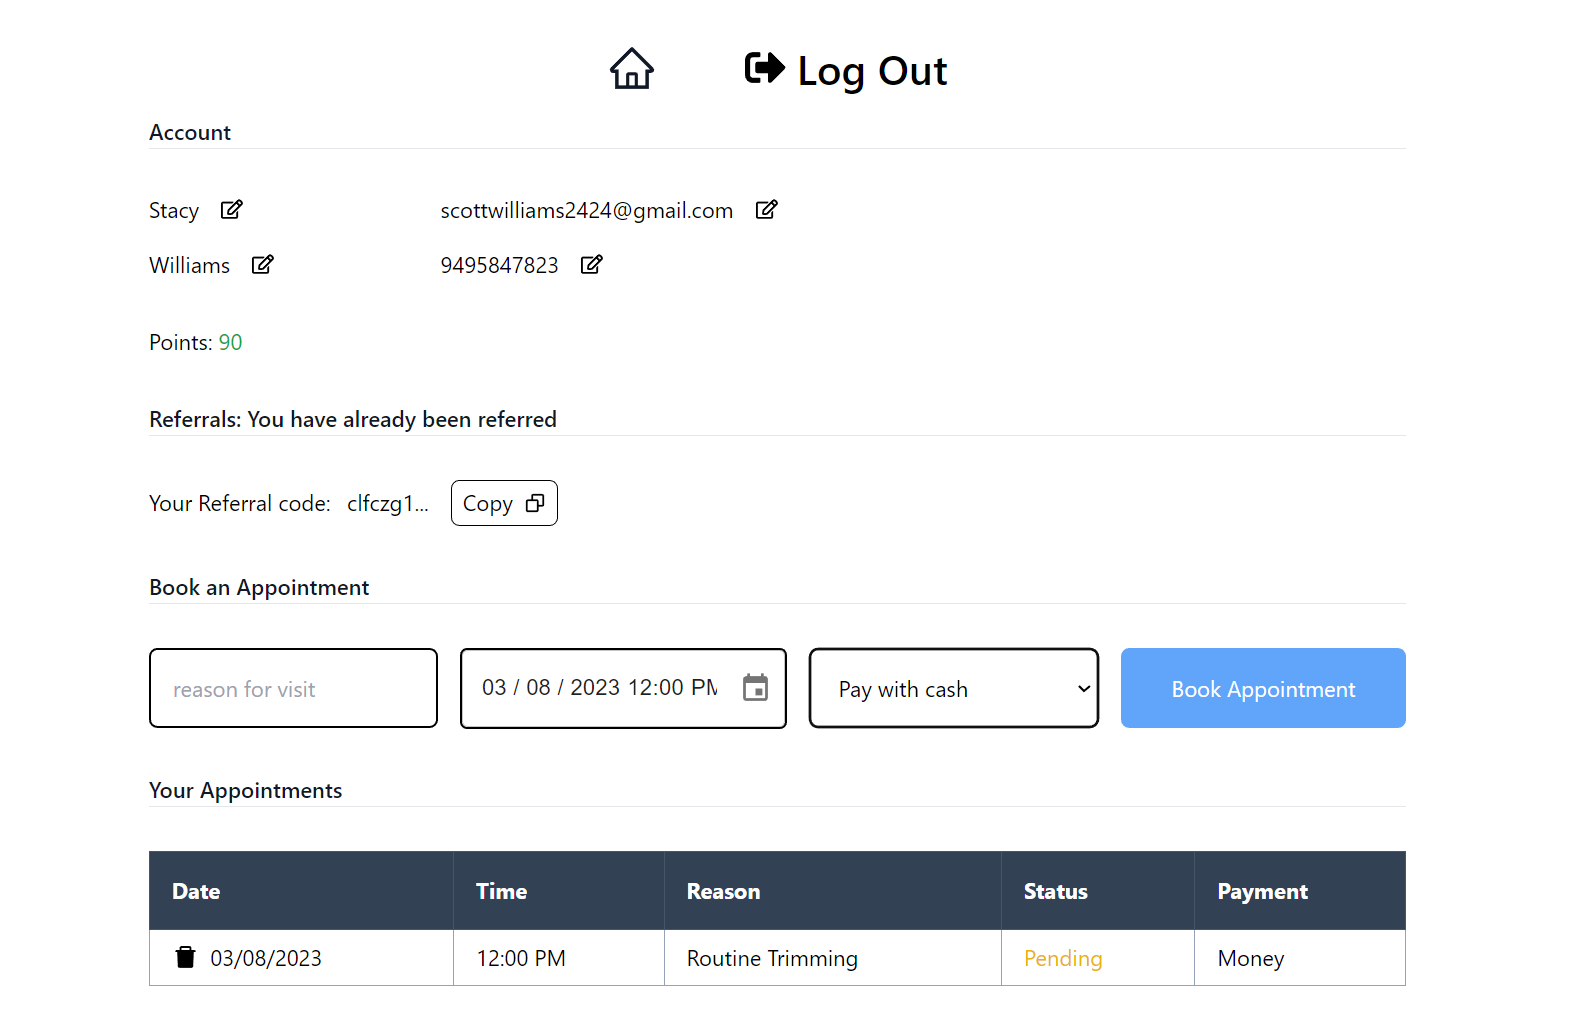 Log Out
Account
Stacy scottwilliams2424@gmail.com
Williams 9495847823
Points: 90
Referrals: You have already been referred
Your Referral code: clfczg1... Copy
Book an Appointment
reason for visit 03 / 08 / 2023 12:00 PM Pay with cash Book Appointment
Your Appointments
Date Time Reason Status Payment
03/08/2023 12:00 PM Routine Trimming Pending Money